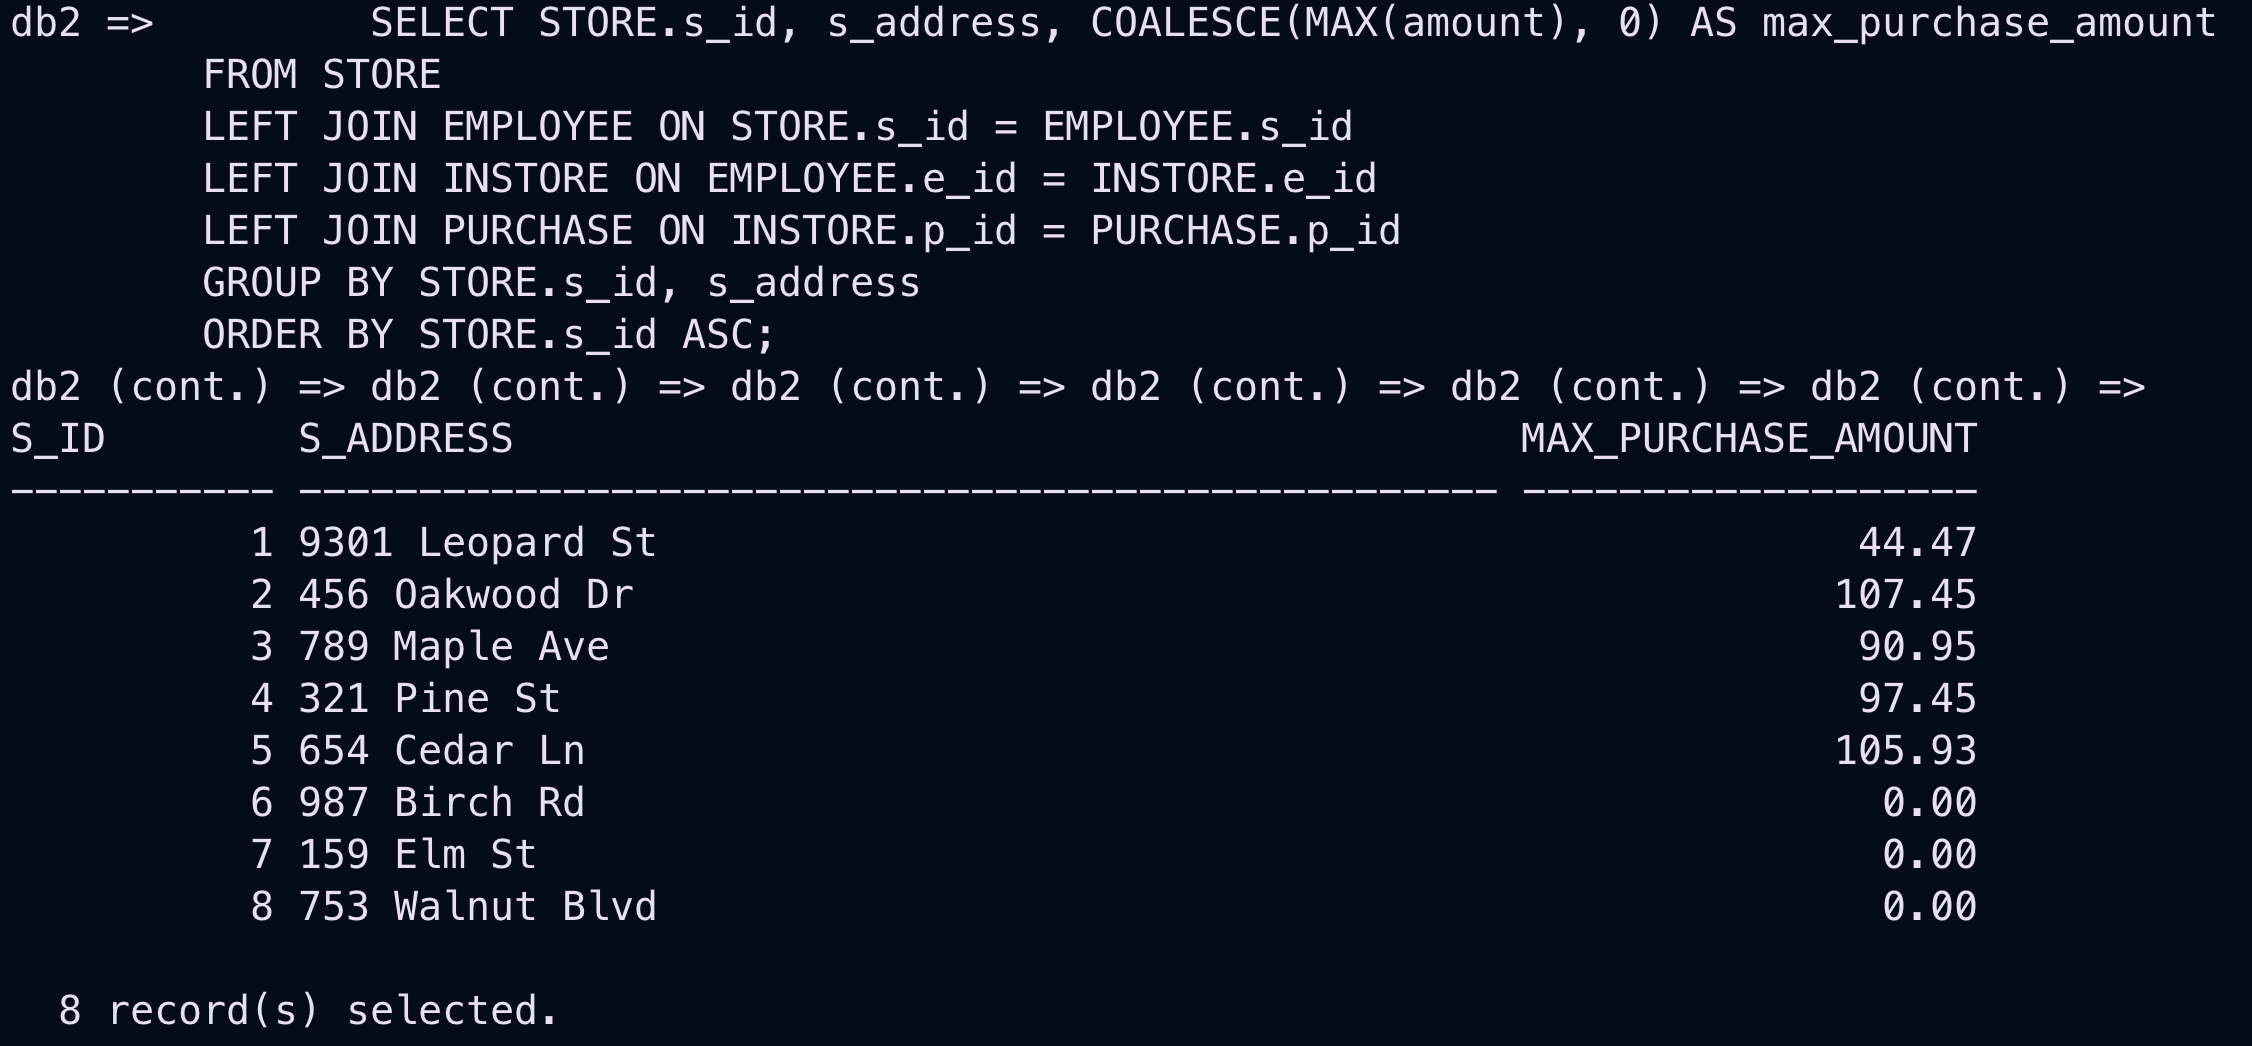 db2 =>         SELECT STORE.s_id, s_address, COALESCE(MAX(amount), 0) AS max_purchase_amount
        FROM STORE
        LEFT JOIN EMPLOYEE ON STORE.s_id = EMPLOYEE.s_id
        LEFT JOIN INSTORE ON EMPLOYEE.e_id = INSTORE.e_id
        LEFT JOIN PURCHASE ON INSTORE.p_id = PURCHASE.p_id
        GROUP BY STORE.s_id, s_address
        ORDER BY STORE.s_id ASC;
db2 (cont.) => db2 (cont.) => db2 (cont.) => db2 (cont.) => db2 (cont.) => db2 (cont.) =>
S_ID        S_ADDRESS                                          MAX_PURCHASE_AMOUNT
----------- -------------------------------------------------- -------------------
          1 9301 Leopard St                                                  44.47
          2 456 Oakwood Dr                                                  107.45
          3 789 Maple Ave                                                    90.95
          4 321 Pine St                                                      97.45
          5 654 Cedar Ln                                                    105.93
          6 987 Birch Rd                                                      0.00
          7 159 Elm St                                                        0.00
          8 753 Walnut Blvd                                                   0.00

  8 record(s) selected.